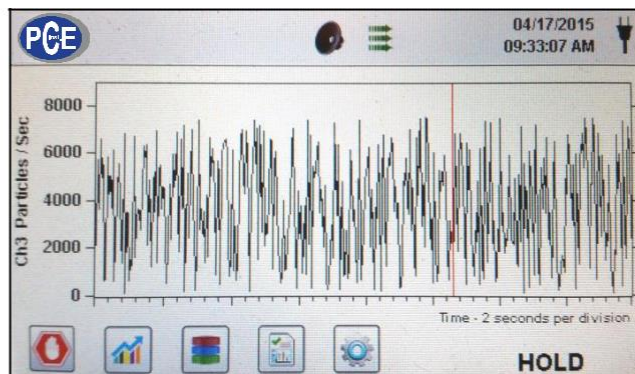 PCE
04/17/2015
09:33:07 AM
Ch3 Particles / Sec
8000
6000
4000
2000
0
Time - 2 seconds per division
HOLD